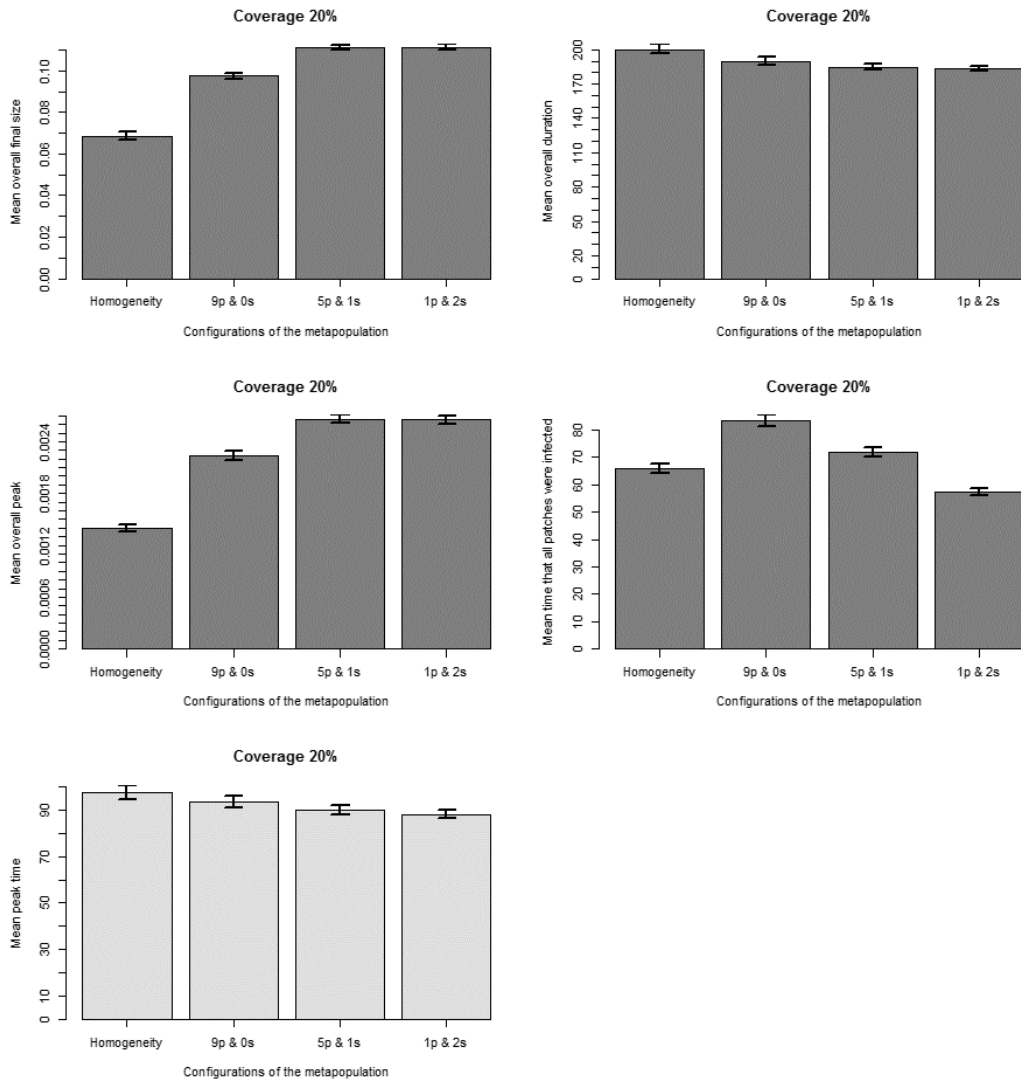 Coverage 20%
Mean overall final size
0.00 0.02 0.04 0.06 0.08 0.10
Homogeneity 9p & 0s 5p & 1s 1p & 2s
Configurations of the metapopulation
Coverage 20%
Mean overall duration
0 20 50 80 110 140 170 200
Homogeneity 9p & 0s 5p & 1s 1p & 2s
Configurations of the metapopulation
Coverage 20%
Mean overall peak
0.0000 0.0006 0.0012 0.0018 0.0024
Homogeneity 9p & 0s 5p & 1s 1p & 2s
Configurations of the metapopulation
Coverage 20%
Mean time that all patches were infected
0 10 20 30 40 50 60 70 80
Homogeneity 9p & 0s 5p & 1s 1p & 2s
Configurations of the metapopulation
Coverage 20%
Mean peak time
0 10 30 50 70 90
Homogeneity 9p & 0s 5p & 1s 1p & 2s
Configurations of the metapopulation